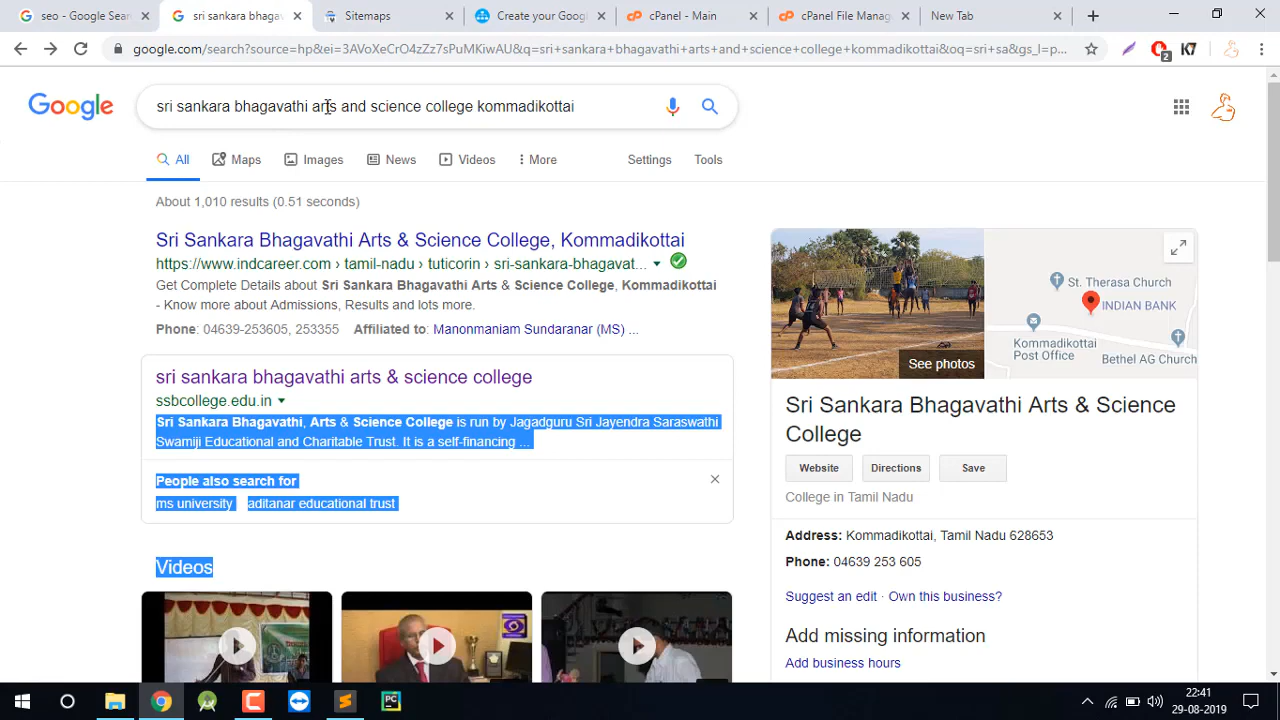 seo - Google Sear
sri sankara bhagav
Sitemaps
Create your Goog
cPanel - Main
cPanel File Manag
New Tab
google.com/search?source=hp&ei=3AVoXeCrO4zZz7sPuMKiwAU&q=sri+sankara+bhagavathi+arts+and+science+college+kommadikottai&oq=sri+sa&gs_l=p...
2
K7
Google
sri sankara bhagavathi arts and science college kommadikottai
All
Maps
Images
News
Videos
More
Settings
Tools
About 1,010 results (0.51 seconds)
Sri Sankara Bhagavathi Arts & Science College, Kommadikottai
https://www.indcareer.com › tamil-nadu › tuticorin › sri-sankara-bhagavat...
Get Complete Details about Sri Sankara Bhagavathi Arts & Science College, Kommadikottai
- Know more about Admissions, Results and lots more.
Phone: 04639-253605, 253355 Affiliated to: Manonmaniam Sundaranar (MS) ...
sri sankara bhagavathi arts & science college
ssbcollege.edu.in
Sri Sankara Bhagavathi, Arts & Science College is run by Jagadguru Sri Jayendra Saraswathi
Swamiji Educational and Charitable Trust. It is a self-financing ...
People also search for
ms university aditanar educational trust
Videos
See photos
St. Therasa Church
INDIAN BANK
Kommadikottai
Post Office
Bethel AG Church
Sri Sankara Bhagavathi Arts & Science
College
Website
Directions
Save
College in Tamil Nadu
Address: Kommadikottai, Tamil Nadu 628653
Phone: 04639 253 605
Suggest an edit · Own this business?
Add missing information
Add business hours
PC
22:41
29-08-2019